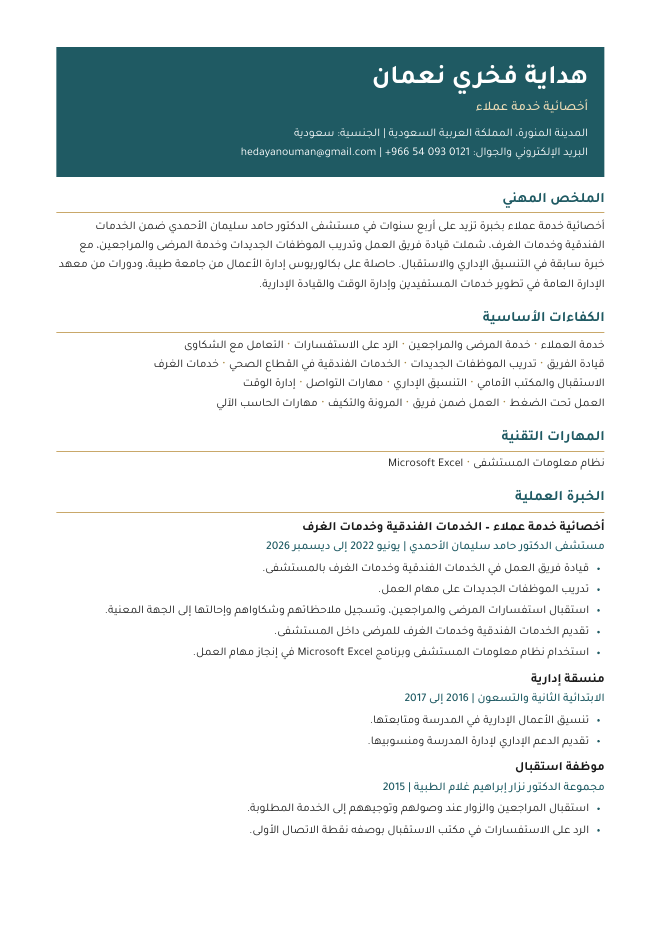 هداية فخري نعمان
أخصائية خدمة عملاء
المدينة المنورة، المملكة العربية السعودية | الجنسية: سعودية
البريد الإلكتروني والجوال: hedayanouman@gmail.com | +966 54 093 0121
الملخص المهني
أخصائية خدمة عملاء بخبرة تزيد على أربع سنوات في مستشفى الدكتور حامد سليمان الأحمدي ضمن الخدمات
الفندقية وخدمات الغرف، شملت قيادة فريق العمل وتدريب الموظفات الجديدات وخدمة المرضى والمراجعين، مع
خبرة سابقة في التنسيق الإداري والاستقبال. حاصلة على بكالوريوس إدارة الأعمال من جامعة طيبة، ودورات من معهد
الإدارة العامة في تطوير خدمات المستفيدين وإدارة الوقت والقيادة الإدارية.
الكفاءات الأساسية
خدمة العملاء · خدمة المرضى والمراجعين · الرد على الاستفسارات · التعامل مع الشكاوى
قيادة الفريق · تدريب الموظفات الجديدات · الخدمات الفندقية في القطاع الصحي · خدمات الغرف
الاستقبال والمكتب الأمامي · التنسيق الإداري · مهارات التواصل · إدارة الوقت
العمل تحت الضغط · العمل ضمن فريق · المرونة والتكيف · مهارات الحاسب الآلي
المهارات التقنية
نظام معلومات المستشفى · Microsoft Excel
الخبرة العملية
أخصائية خدمة عملاء – الخدمات الفندقية وخدمات الغرف
مستشفى الدكتور حامد سليمان الأحمدي | يونيو 2022 إلى ديسمبر 2026
• قيادة فريق العمل في الخدمات الفندقية وخدمات الغرف بالمستشفى.
• تدريب الموظفات الجديدات على مهام العمل.
• استقبال استفسارات المرضى والمراجعين، وتسجيل ملاحظاتهم وشكاواهم وإحالتها إلى الجهة المعنية.
• تقديم الخدمات الفندقية وخدمات الغرف للمرضى داخل المستشفى.
• استخدام نظام معلومات المستشفى وبرنامج Microsoft Excel في إنجاز مهام العمل.
منسقة إدارية
الابتدائية الثانية والتسعون | 2016 إلى 2017
• تنسيق الأعمال الإدارية في المدرسة ومتابعتها.
• تقديم الدعم الإداري لإدارة المدرسة ومنسوبيها.
موظفة استقبال
مجموعة الدكتور نزار إبراهيم غلام الطبية | 2015
• استقبال المراجعين والزوار عند وصولهم وتوجيههم إلى الخدمة المطلوبة.
• الرد على الاستفسارات في مكتب الاستقبال بوصفه نقطة الاتصال الأولى.